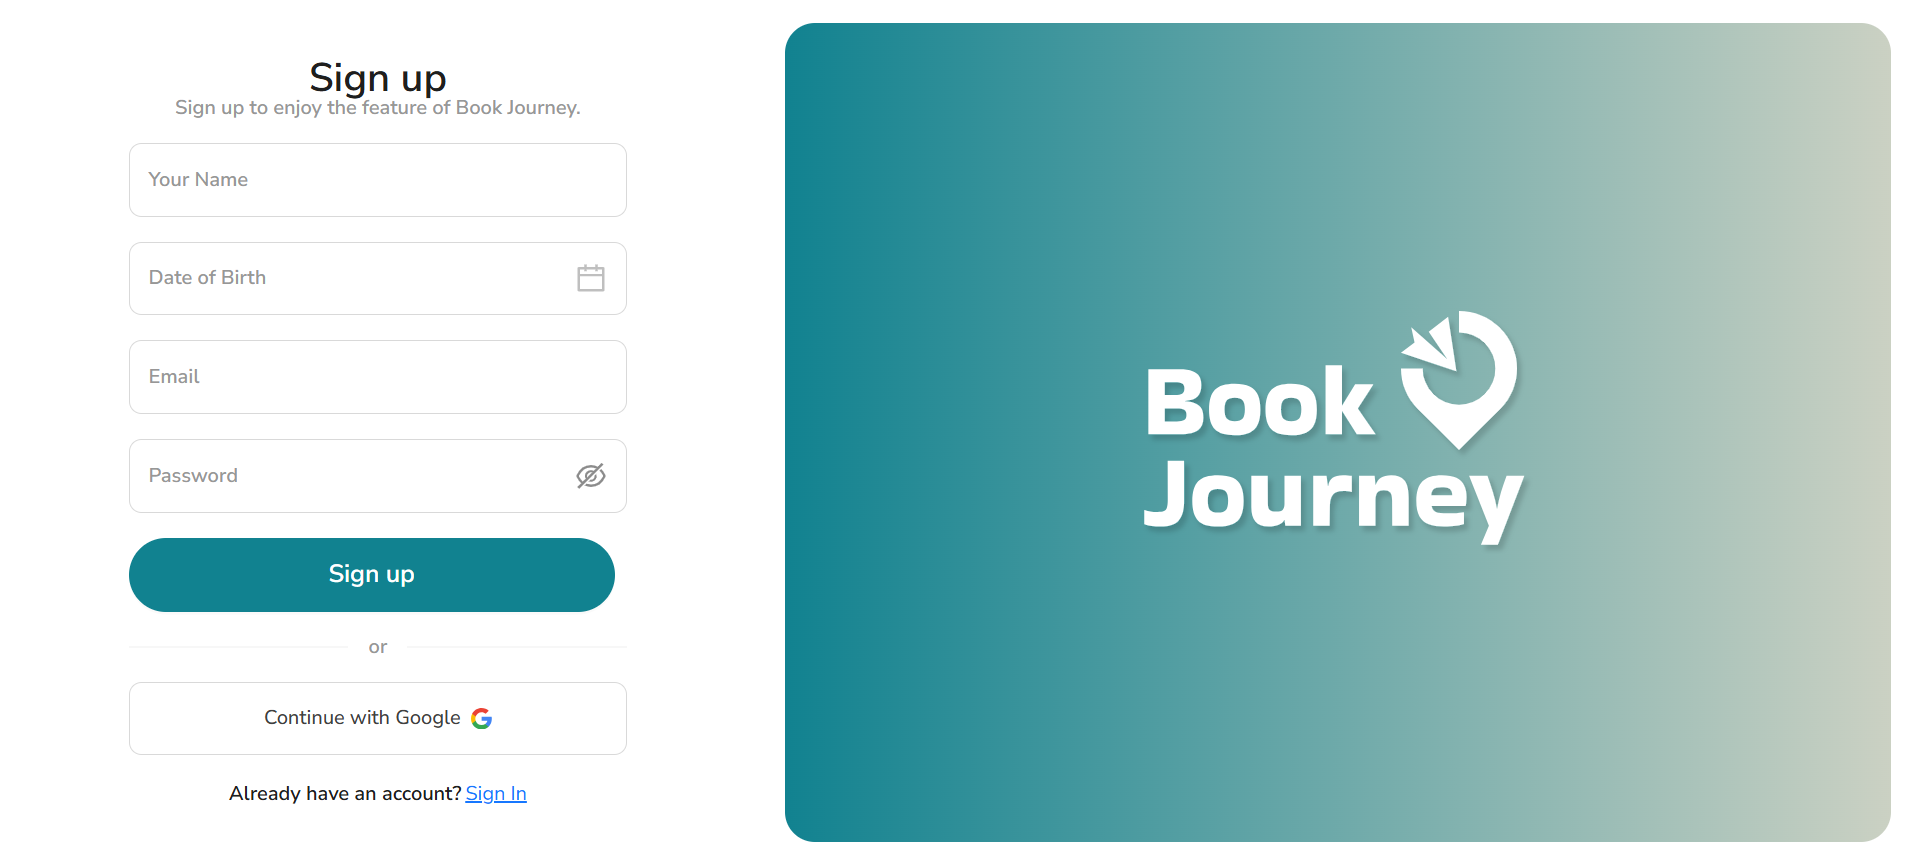 Sign up
Sign up to enjoy the feature of Book Journey.
Your Name
Date of Birth
Email
Password
Sign up
or
Continue with Google
Already have an account? Sign In
Book
Journey